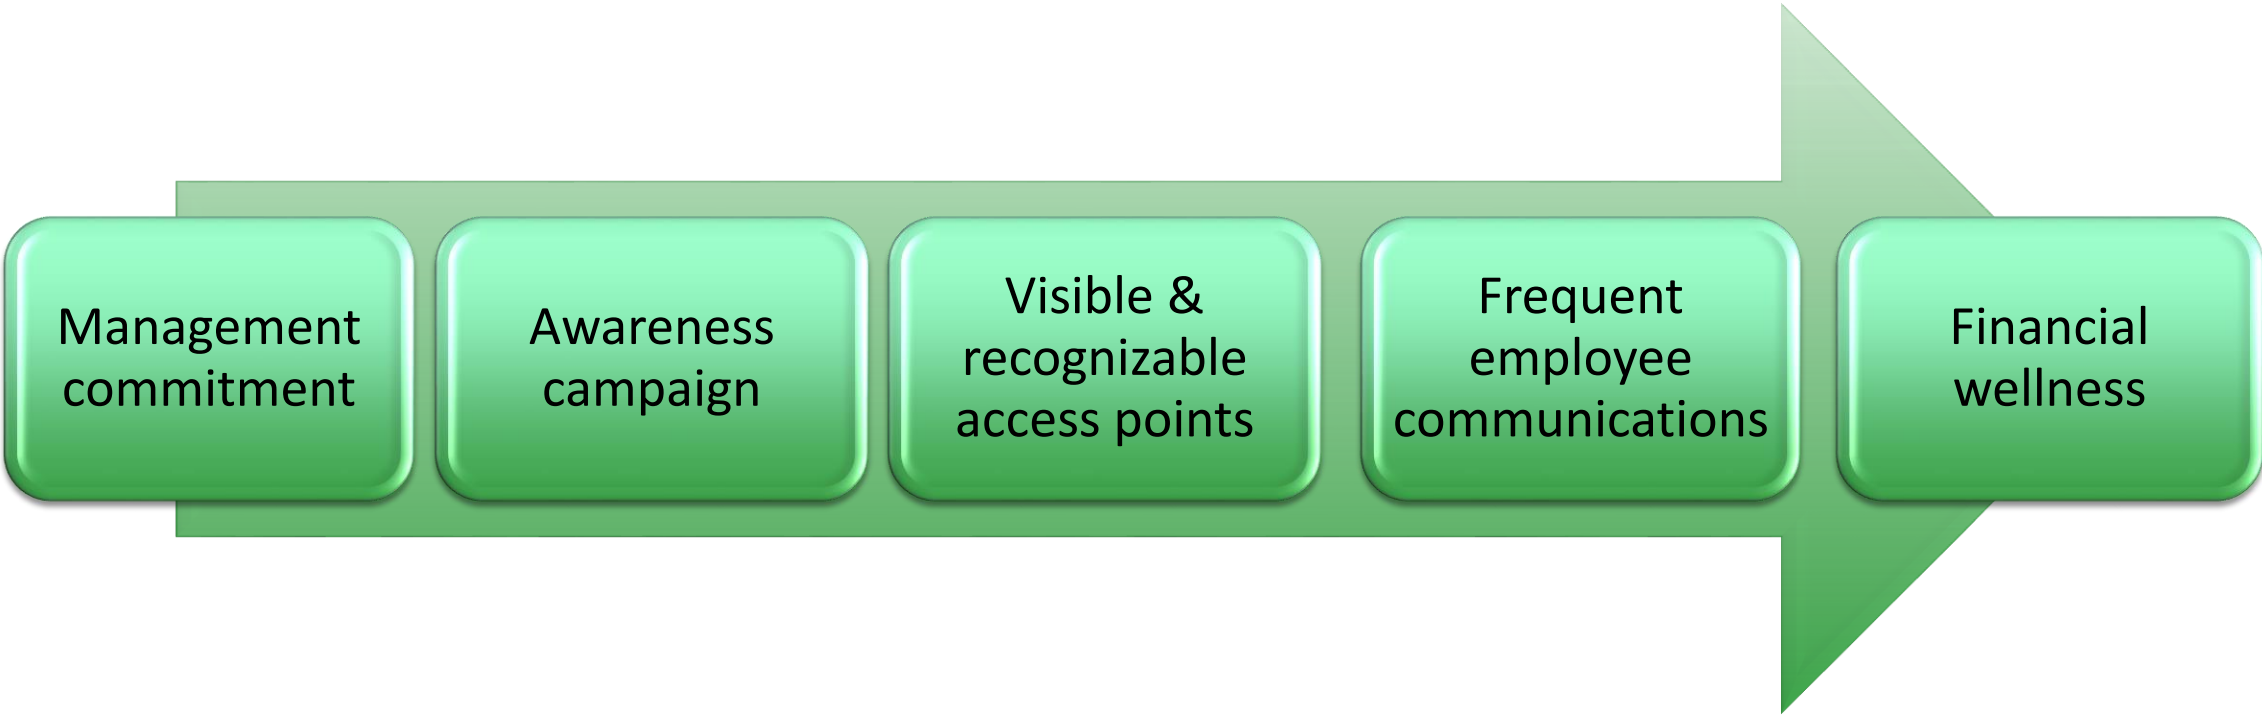 Management
commitment
Awareness
campaign
Visible &
recognizable
access points
Frequent
employee
communications
Financial
wellness